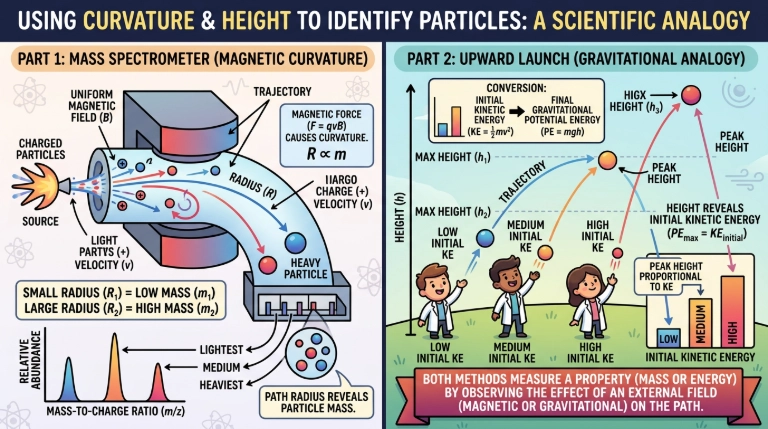 USING CURVATURE & HEIGHT TO IDENTIFY PARTICLES: A SCIENTIFIC ANALOGY
PART 1: MASS SPECTROMETER (MAGNETIC CURVATURE)
UNIFORM
MAGNETIC
FIELD (B)
TRAJECTORY
MAGNETIC FORCE
(F = qvB)
CAUSES CURVATURE.
R ∝ m
CHARGED
PARTICLES
SOURCE
RADIUS (R)
IIARGO
CHARGE (+)
VELOCITY (v)
LIGHT
PARTYS (+)
VELOCITY (v)
HEAVY
PARTICLE
SMALL RADIUS (R₁) = LOW MASS (m₁)
LARGE RADIUS (R₂) = HIGH MASS (m₂)
RELATIVE
ABUNDANCE
MASS-TO-CHARGE RATIO (m/z)
LIGHTEST
MEDIUM
HEAVIEST
PATH RADIUS REVEALS
PARTICLE MASS.
PART 2: UPWARD LAUNCH (GRAVITATIONAL ANALOGY)
CONVERSION:
INITIAL
KINETIC
ENERGY
(KE = ½mv²)
FINAL
GRAVITATIONAL
POTENTIAL ENERGY
(PE = mgh)
HIGX
HEIGHT (h₃)
PEAK
HEIGHT
MAX HEIGHT (h₁)
TRAJECTORY
PEAK
HEIGHT
MAX HEIGHT (h₂)
HEIGHT (h)
HEIGHT REVEALS
INITIAL KINETIC ENERGY
(PEmax = KEinitial)
LOW
INITIAL KE
MEDIUM
INITIAL KE
HIGH
INITIAL KE
PEAK HEIGHT
PROPORTIONAL
TO KE
LOW
MEDIUM
HIGH
INITIAL KINETIC ENERGY
LOW
INITIAL KE
MEDIUM
INITIAL KE
HIGH
INITIAL KE
BOTH METHODS MEASURE A PROPERTY (MASS OR ENERGY)
BY OBSERVING THE EFFECT OF AN EXTERNAL FIELD
(MAGNETIC OR GRAVITATIONAL) ON THE PATH.